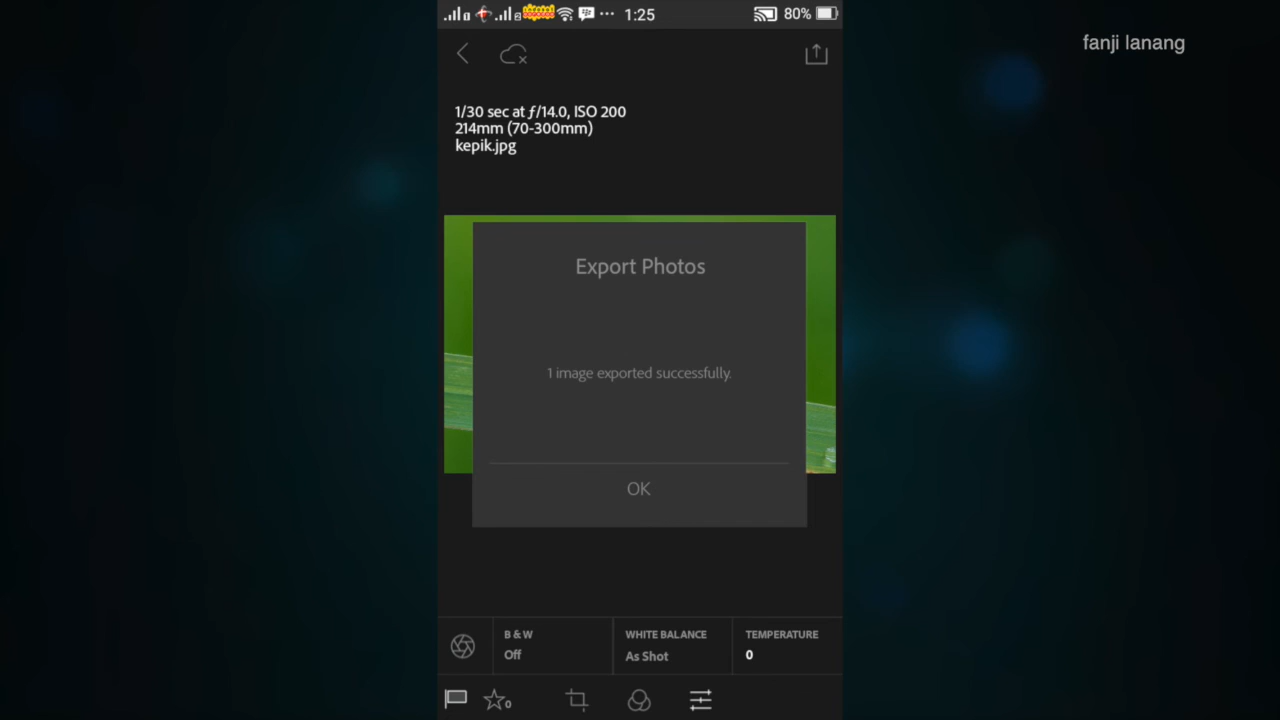 1:25
80%
fanji lanang
1/30 sec at ƒ/14.0, ISO 200
214mm (70-300mm)
kepik.jpg
Export Photos
1 image exported successfully.
OK
B & W
Off
WHITE BALANCE
As Shot
TEMPERATURE
0
0